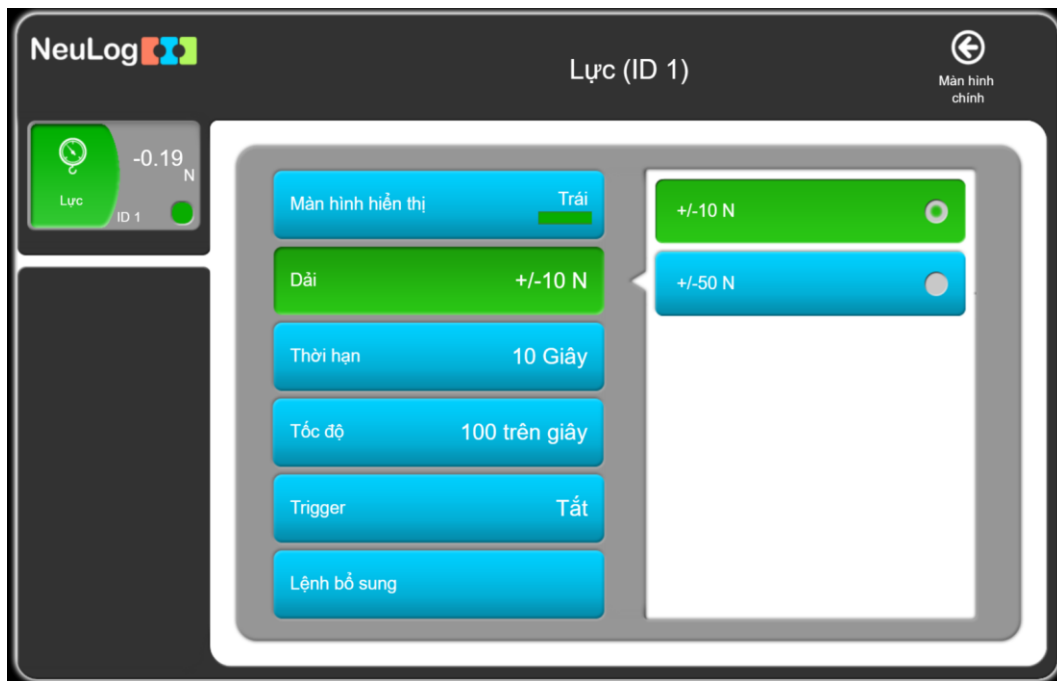 NeuLog
Lực (ID 1)
Màn hình
chính
-0.19
N
Lực
ID 1
Màn hình hiển thị Trái
Dải +/-10 N
Thời hạn 10 Giây
Tốc độ 100 trên giây
Trigger Tắt
Lệnh bổ sung
+/-10 N
+/-50 N